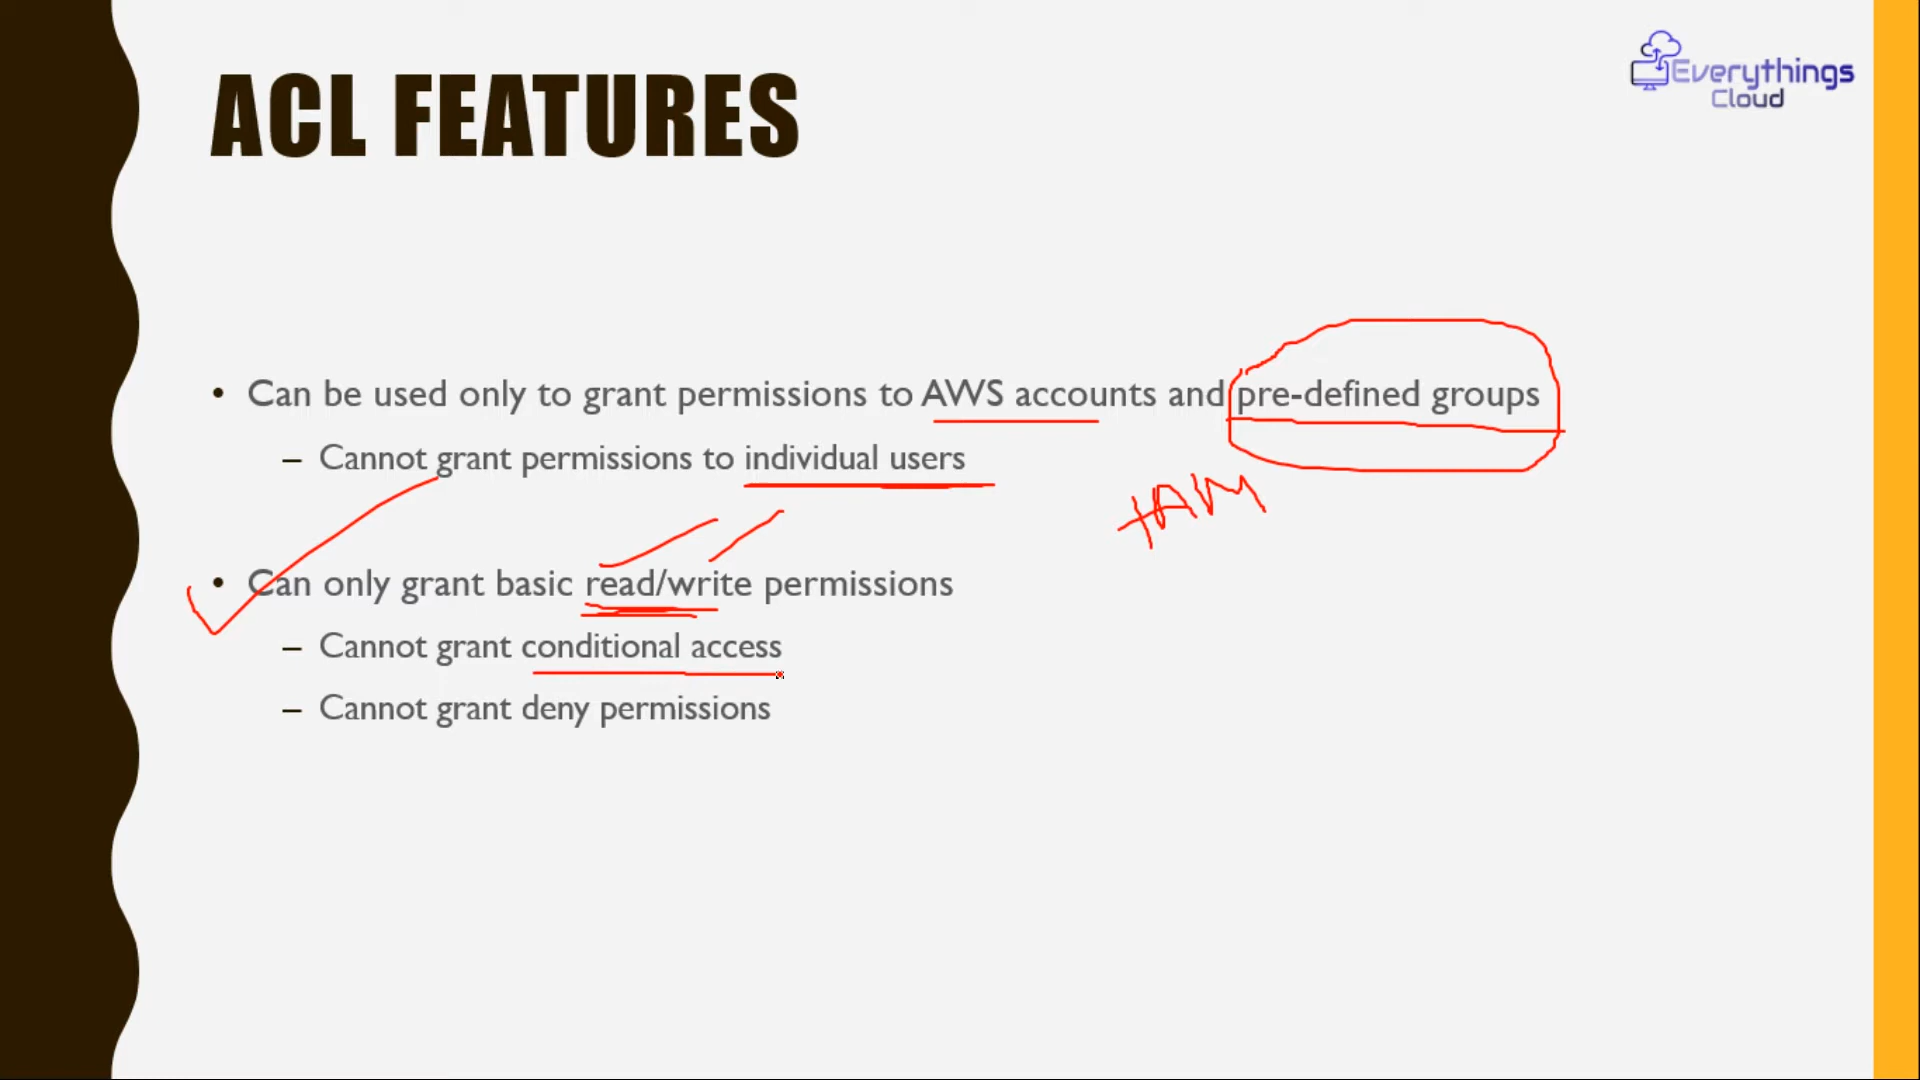 Everythings
Cloud
ACL FEATURES
• Can be used only to grant permissions to AWS accounts and pre-defined groups
– Cannot grant permissions to individual users
IAM
• Can only grant basic read/write permissions
– Cannot grant conditional access
– Cannot grant deny permissions